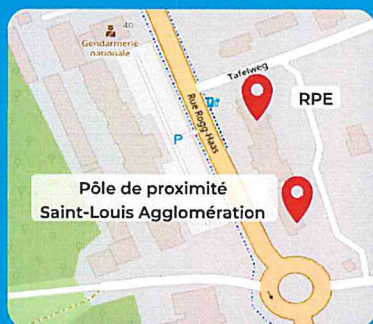 40
Gendarmerie
nationale
Tafelweg
RPE
Rue Rogg-Haas
P
Pôle de proximité
Saint-Louis Agglomération